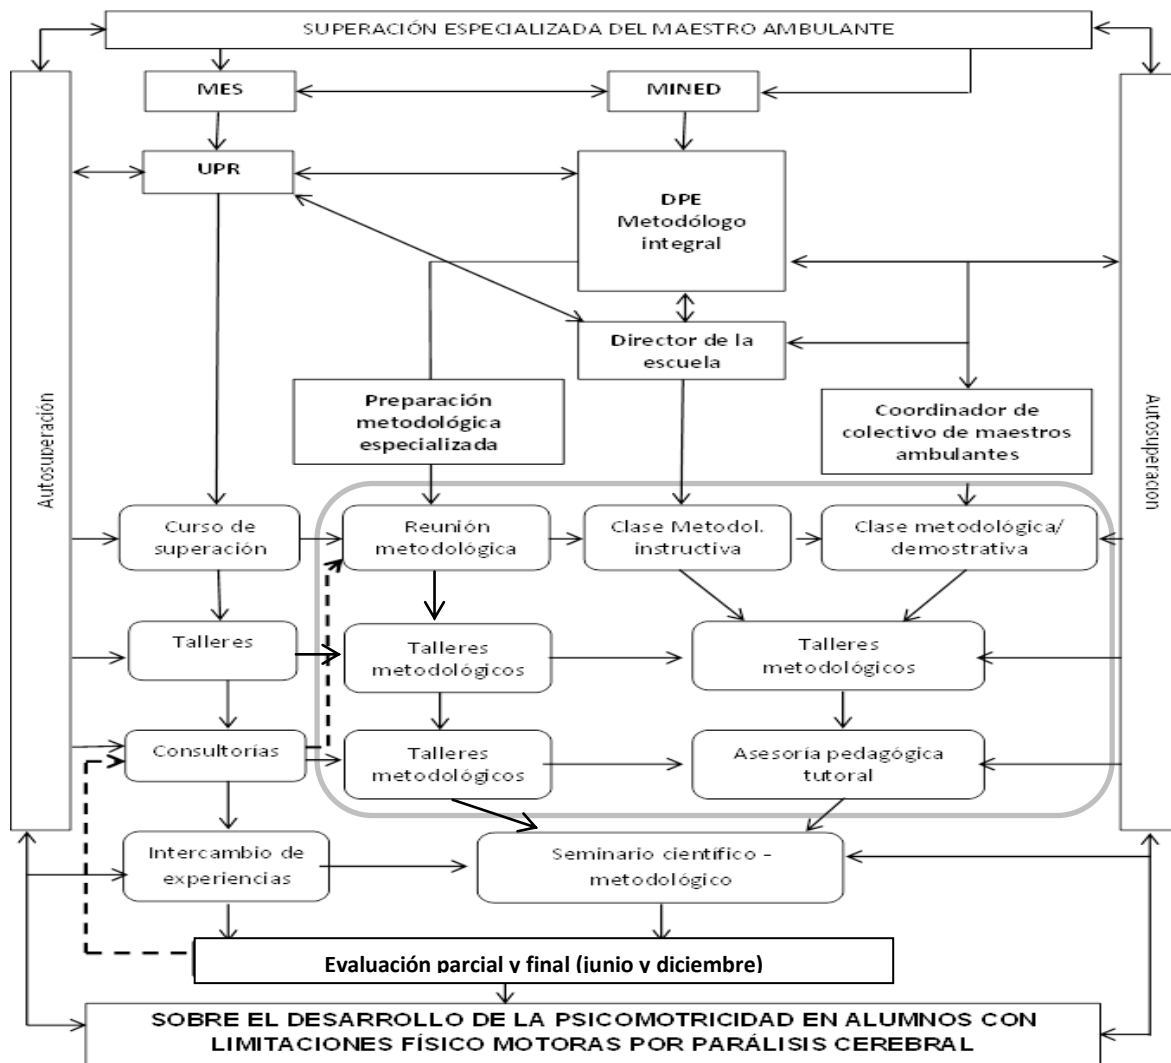 SUPERACIÓN ESPECIALIZADA DEL MAESTRO AMBULANTE
MES
MINED
UPR
DPE
Metodólogo
integral
Director de la
escuela
Preparación
metodológica
especializada
Coordinador de
colectivo de maestros
ambulantes
Autosuperación
Autosuperacion
Curso de
superación
Reunión
metodológica
Clase Metodol.
instructiva
Clase metodológica/
demostrativa
Talleres
Talleres
metodológicos
Talleres
metodológicos
Consultorías
Talleres
metodológicos
Asesoría pedagógica
tutoral
Intercambio de
experiencias
Seminario científico –
metodológico
Evaluación parcial y final (junio y diciembre)
SOBRE EL DESARROLLO DE LA PSICOMOTRICIDAD EN ALUMNOS CON
LIMITACIONES FÍSICO MOTORAS POR PARÁLISIS CEREBRAL